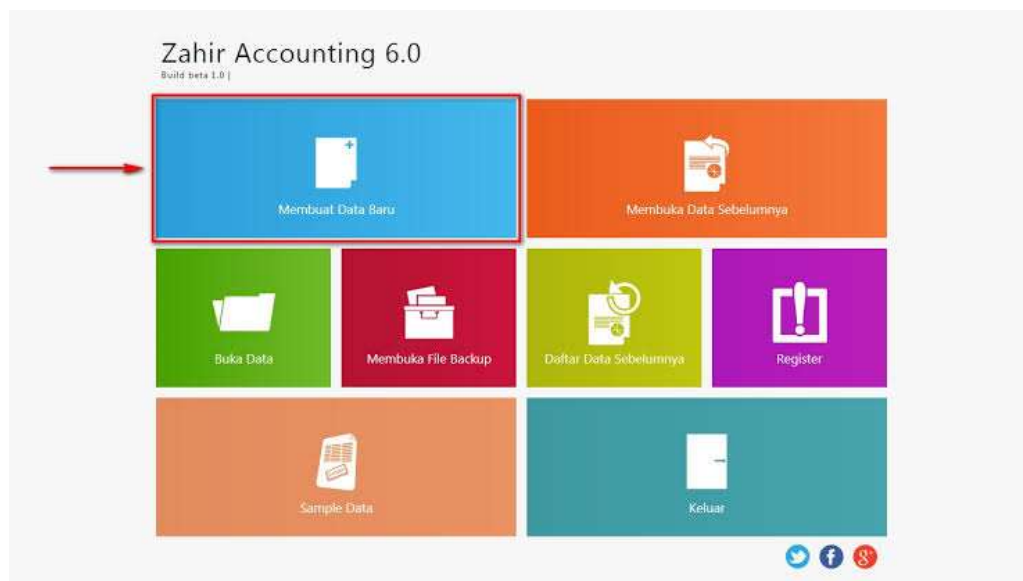 Zahir Accounting 6.0
Build beta 1.0 |
Membuat Data Baru
Membuka Data Sebelumnya
Buka Data
Membuka File Backup
Daftar Data Sebelumnya
Register
Sample Data
Keluar